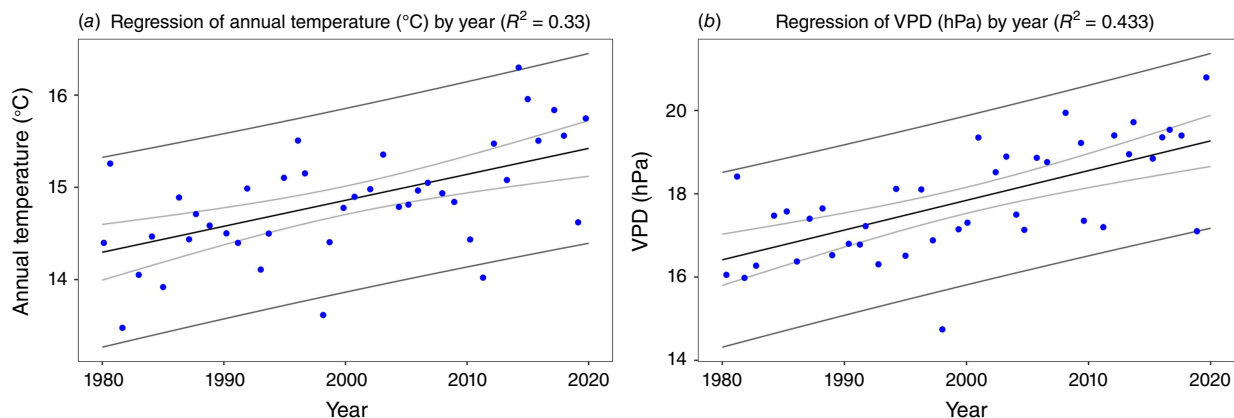 (a) Regression of annual temperature (°C) by year (R² = 0.33)
16
15
14
Annual temperature (°C)
1980 1990 2000 2010 2020
Year
(b) Regression of VPD (hPa) by year (R² = 0.433)
20
18
16
14
VPD (hPa)
1980 1990 2000 2010 2020
Year